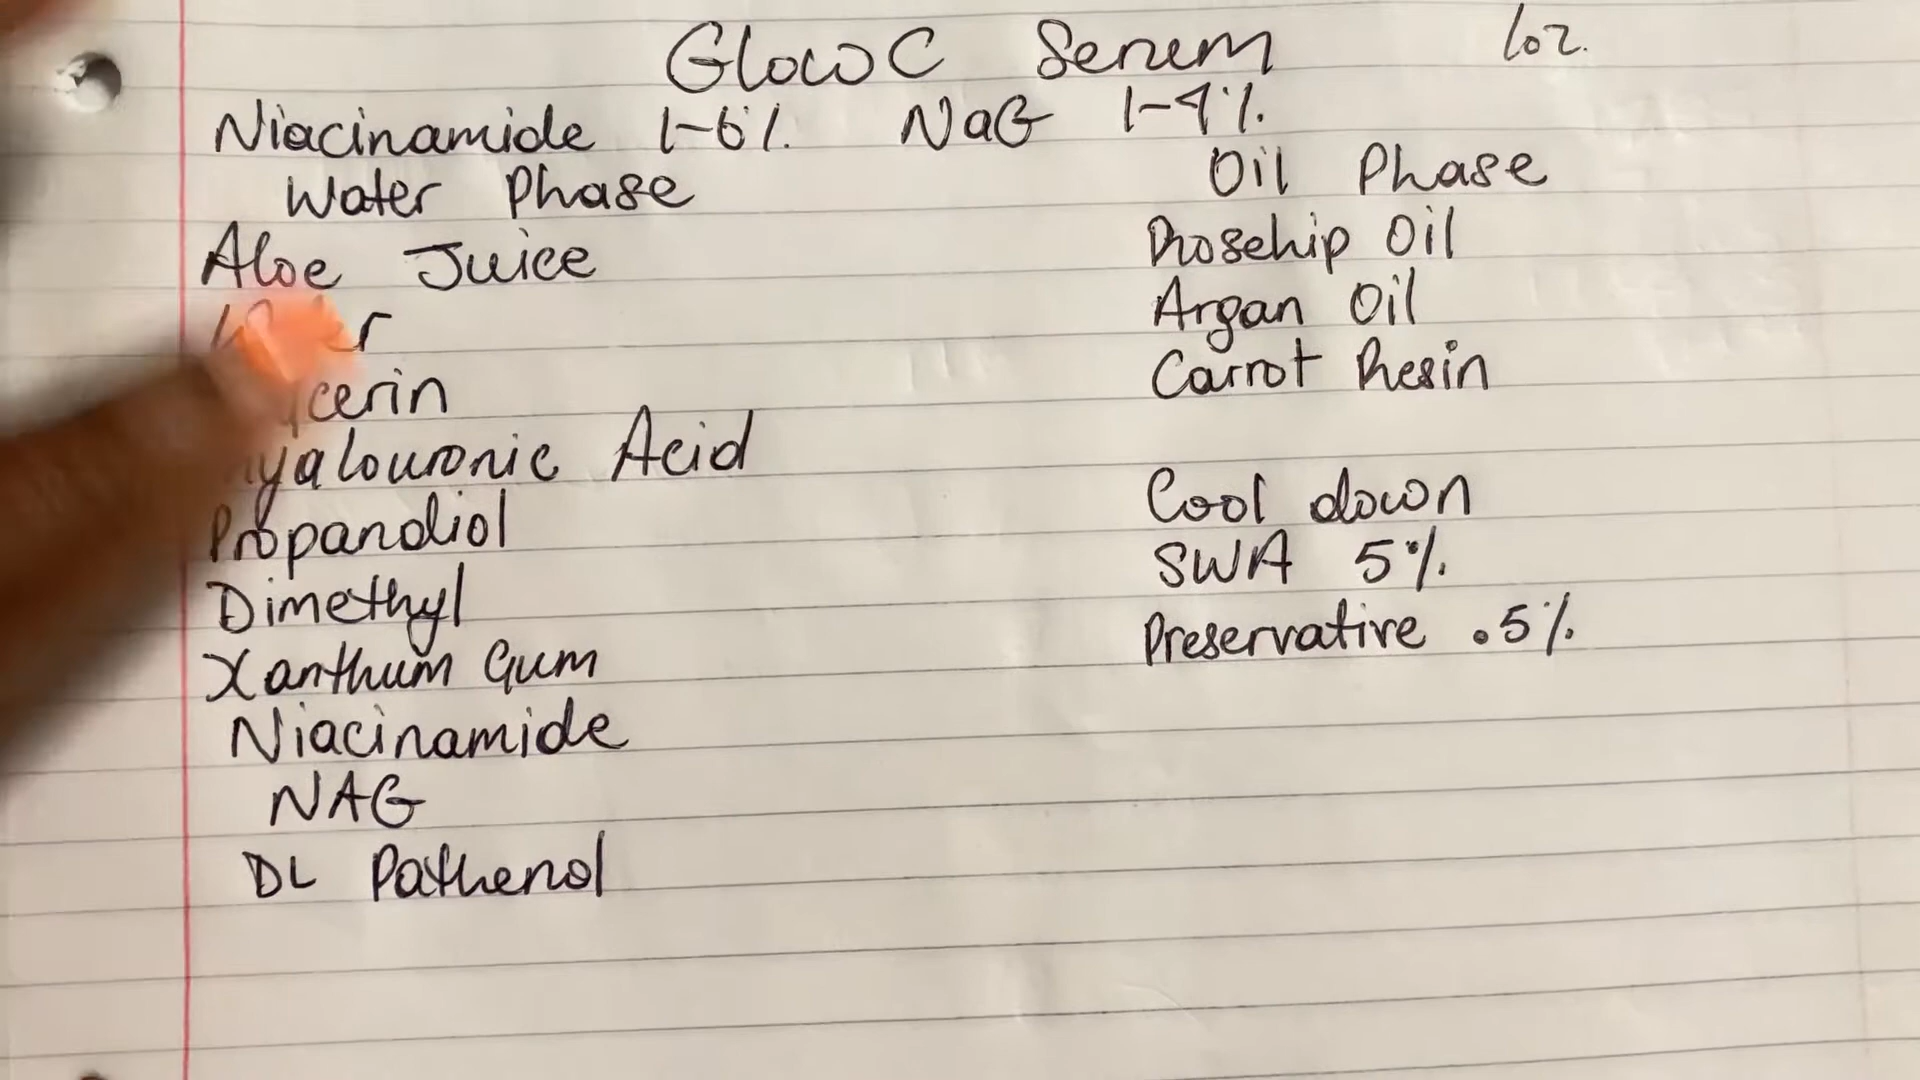 Glow C Serum 1oz.
Niacinamide 1-6% NaG 1-4%
Water Phase
Aloe Juice
Propandiol
Dimethyl
Xanthum Gum
Niacinamide
NAG
DL Pathenol
Oil Phase
Rosehip Oil
Argan Oil
Carrot Resin
Cool down
SWA 5%
Preservative .5%
Acid